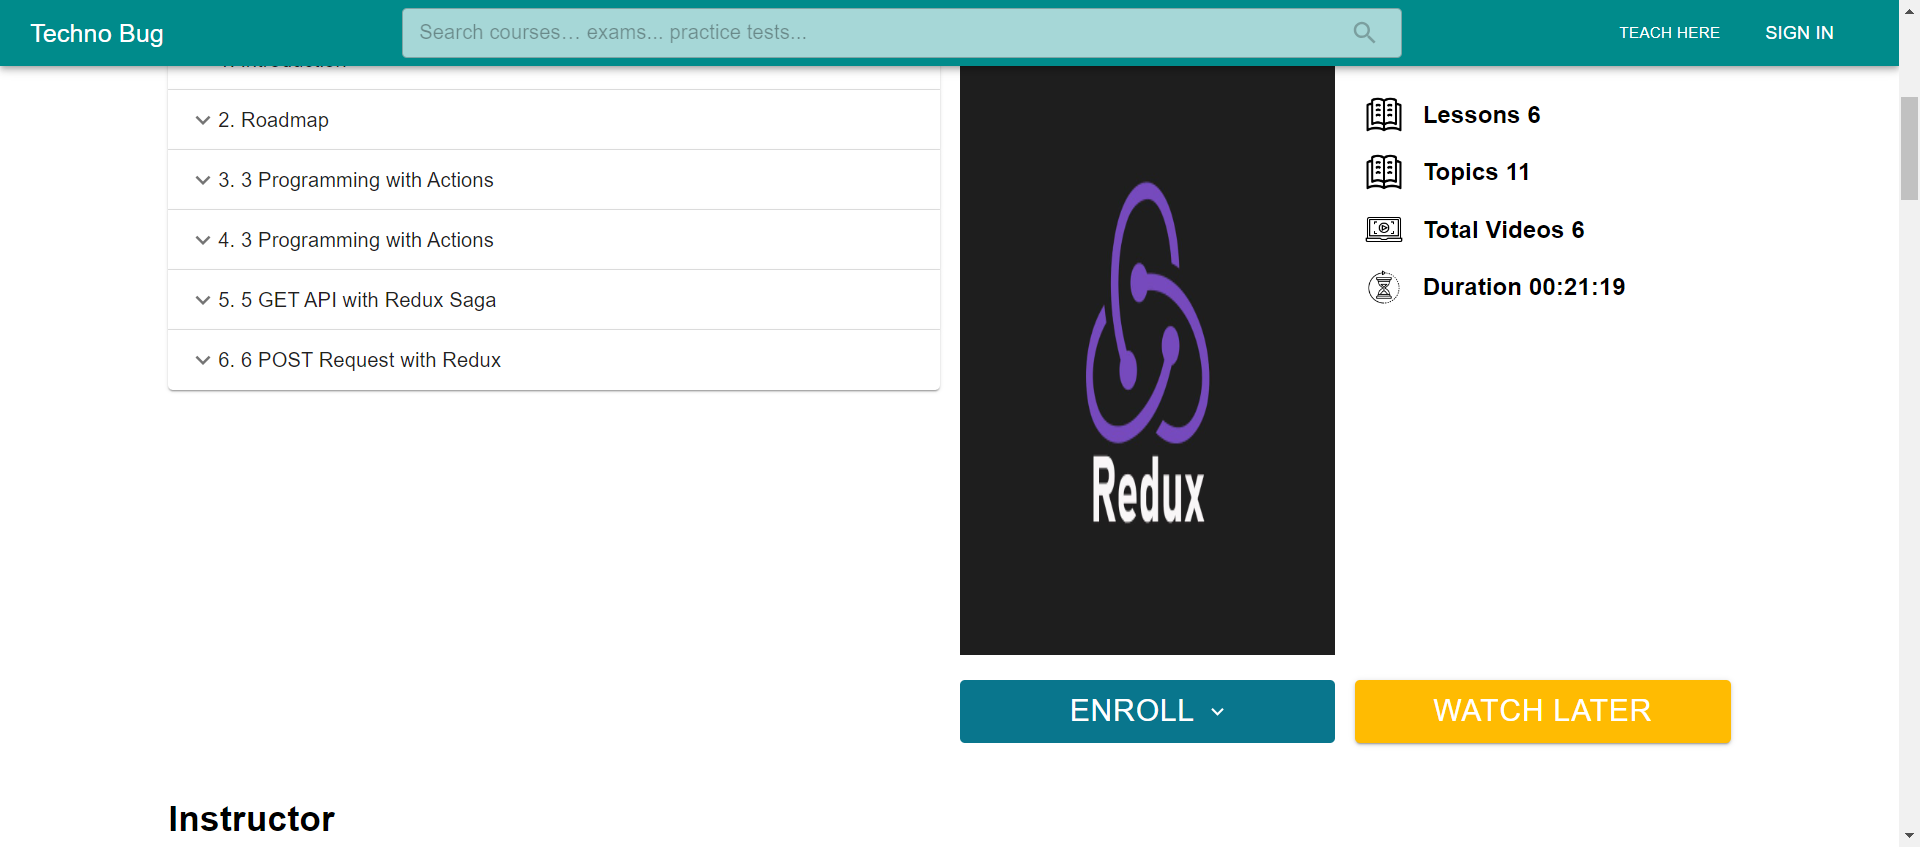 Techno Bug
Search courses... exams... practice tests...
TEACH HERE
SIGN IN
2. Roadmap
3. 3 Programming with Actions
4. 3 Programming with Actions
5. 5 GET API with Redux Saga
6. 6 POST Request with Redux
Redux
Lessons 6
Topics 11
Total Videos 6
Duration 00:21:19
ENROLL
WATCH LATER
Instructor